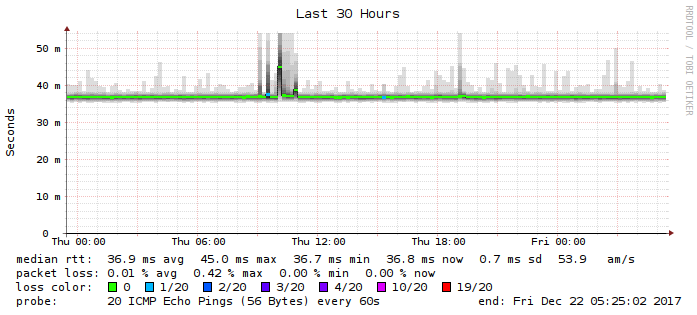 Last 30 Hours
RRDTOOL / TOBI OETIKER
Seconds
50 m
40 m
30 m
20 m
10 m
0
Thu 00:00 Thu 06:00 Thu 12:00 Thu 18:00 Fri 00:00
median rtt: 36.9 ms avg 45.0 ms max 36.7 ms min 36.8 ms now 0.7 ms sd 53.9 am/s
packet loss: 0.01 % avg 0.42 % max 0.00 % min 0.00 % now
loss color: 0 1/20 2/20 3/20 4/20 10/20 19/20
probe: 20 ICMP Echo Pings (56 Bytes) every 60s end: Fri Dec 22 05:25:02 2017